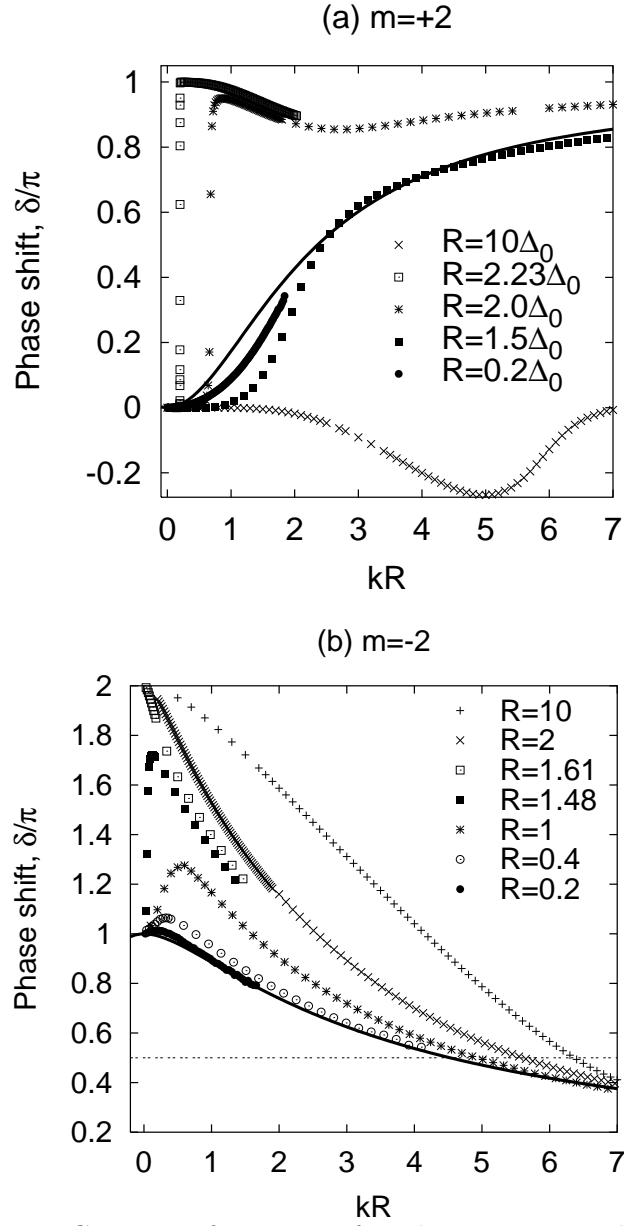 (a) m=+2
Phase shift, δ/π
1
0.8
0.6
0.4
0.2
0
-0.2
R=10Δ₀
R=2.23Δ₀
R=2.0Δ₀
R=1.5Δ₀
R=0.2Δ₀
0 1 2 3 4 5 6 7
kR
(b) m=-2
Phase shift, δ/π
2
1.8
1.6
1.4
1.2
1
0.8
0.6
0.4
0.2
R=10
R=2
R=1.61
R=1.48
R=1
R=0.4
R=0.2
0 1 2 3 4 5 6 7
kR